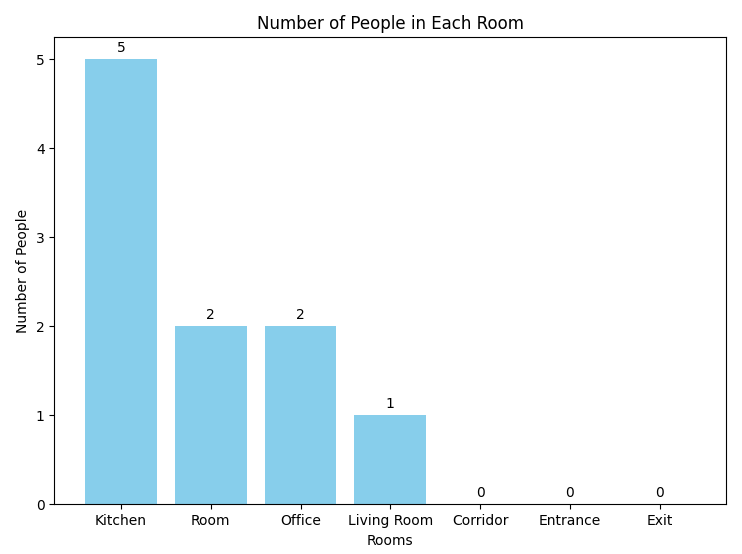 Number of People in Each Room
Number of People
5
4
3
2
1
0
5
2
2
1
0
0
0
Kitchen
Room
Office
Living Room
Corridor
Entrance
Exit
Rooms